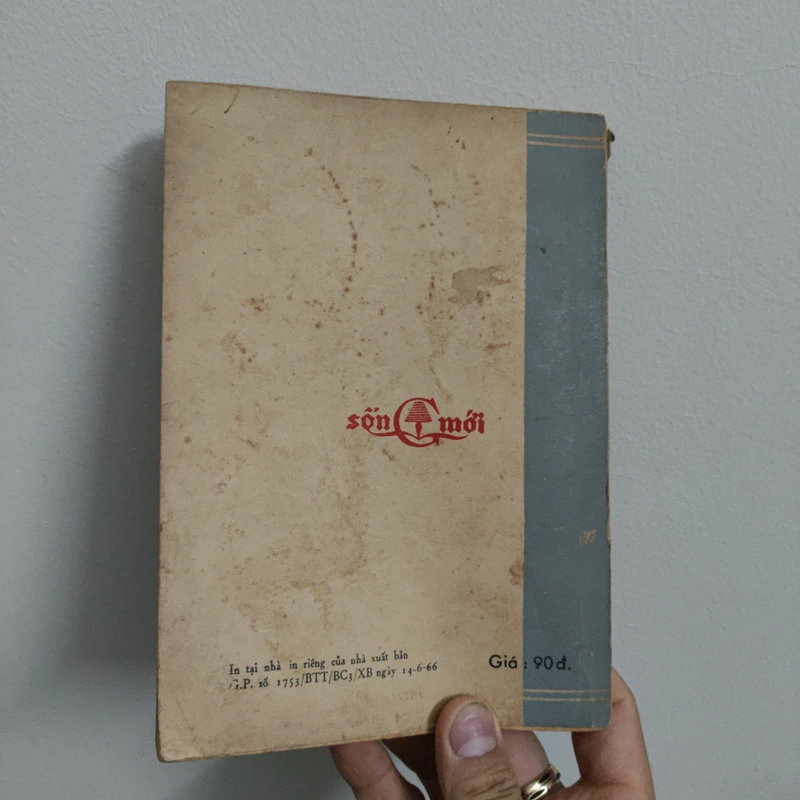 sốnG mới
In tại nhà in riêng của nhà xuất bản
G.P. số 1753/BTT/BC3/XB ngày 14-6-66
Giá : 90đ.